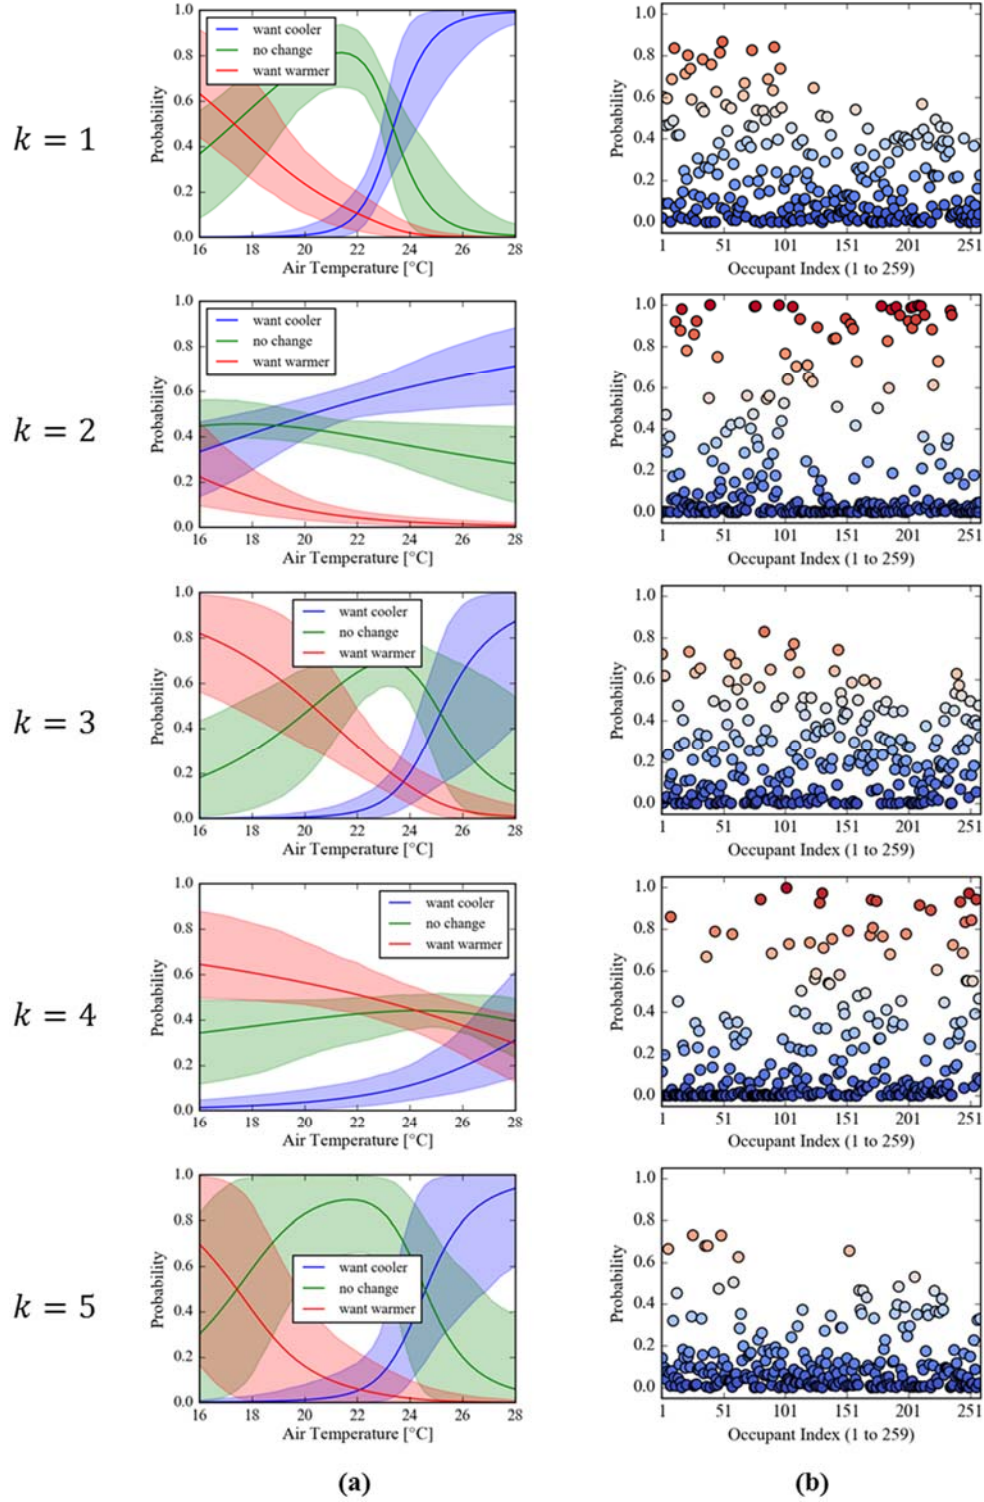 k = 1
Probability
1.0
0.8
0.6
0.4
0.2
0.0
want cooler
no change
want warmer
16 18 20 22 24 26 28
Air Temperature [°C]
Probability
1.0
0.8
0.6
0.4
0.2
0.0
1 51 101 151 201 251
Occupant Index (1 to 259)
k = 2
Probability
1.0
0.8
0.6
0.4
0.2
0.0
want cooler
no change
want warmer
16 18 20 22 24 26 28
Air Temperature [°C]
Probability
1.0
0.8
0.6
0.4
0.2
0.0
1 51 101 151 201 251
Occupant Index (1 to 259)
k = 3
Probability
1.0
0.8
0.6
0.4
0.2
0.0
want cooler
no change
want warmer
16 18 20 22 24 26 28
Air Temperature [°C]
Probability
1.0
0.8
0.6
0.4
0.2
0.0
1 51 101 151 201 251
Occupant Index (1 to 259)
k = 4
Probability
1.0
0.8
0.6
0.4
0.2
0.0
want cooler
no change
want warmer
16 18 20 22 24 26 28
Air Temperature [°C]
Probability
1.0
0.8
0.6
0.4
0.2
0.0
1 51 101 151 201 251
Occupant Index (1 to 259)
k = 5
Probability
1.0
0.8
0.6
0.4
0.2
0.0
want cooler
no change
want warmer
16 18 20 22 24 26 28
Air Temperature [°C]
Probability
1.0
0.8
0.6
0.4
0.2
0.0
1 51 101 151 201 251
Occupant Index (1 to 259)
(a) (b)